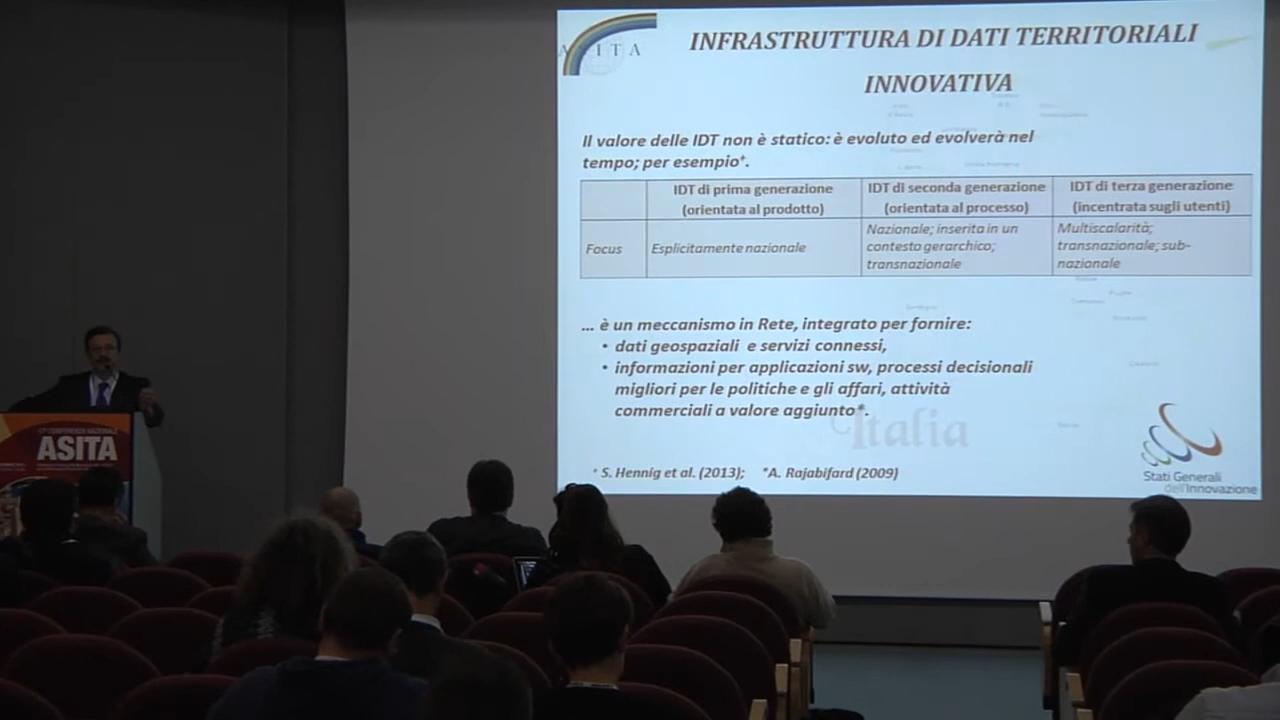 ASITA
INFRASTRUTTURA DI DATI TERRITORIALI
INNOVATIVA
Il valore delle IDT non è statico: è evoluto ed evolverà nel
tempo; per esempio⁺.
IDT di prima generazione
(orientata al prodotto)
IDT di seconda generazione
(orientata al processo)
IDT di terza generazione
(incentrata sugli utenti)
Focus
Esplicitamente nazionale
Nazionale; inserita in un
contesto gerarchico;
transnazionale
Multiscalarità;
transnazionale; sub-
nazionale
... è un meccanismo in Rete, integrato per fornire:
• dati geospaziali e servizi connessi,
• informazioni per applicazioni sw, processi decisionali
migliori per le politiche e gli affari, attività
commerciali a valore aggiunto*.
Italia
⁺ S. Hennig et al. (2013); *A. Rajabifard (2009)
Stati Generali
dell'Innovazione
17ª CONFERENZA NAZIONALE
ASITA